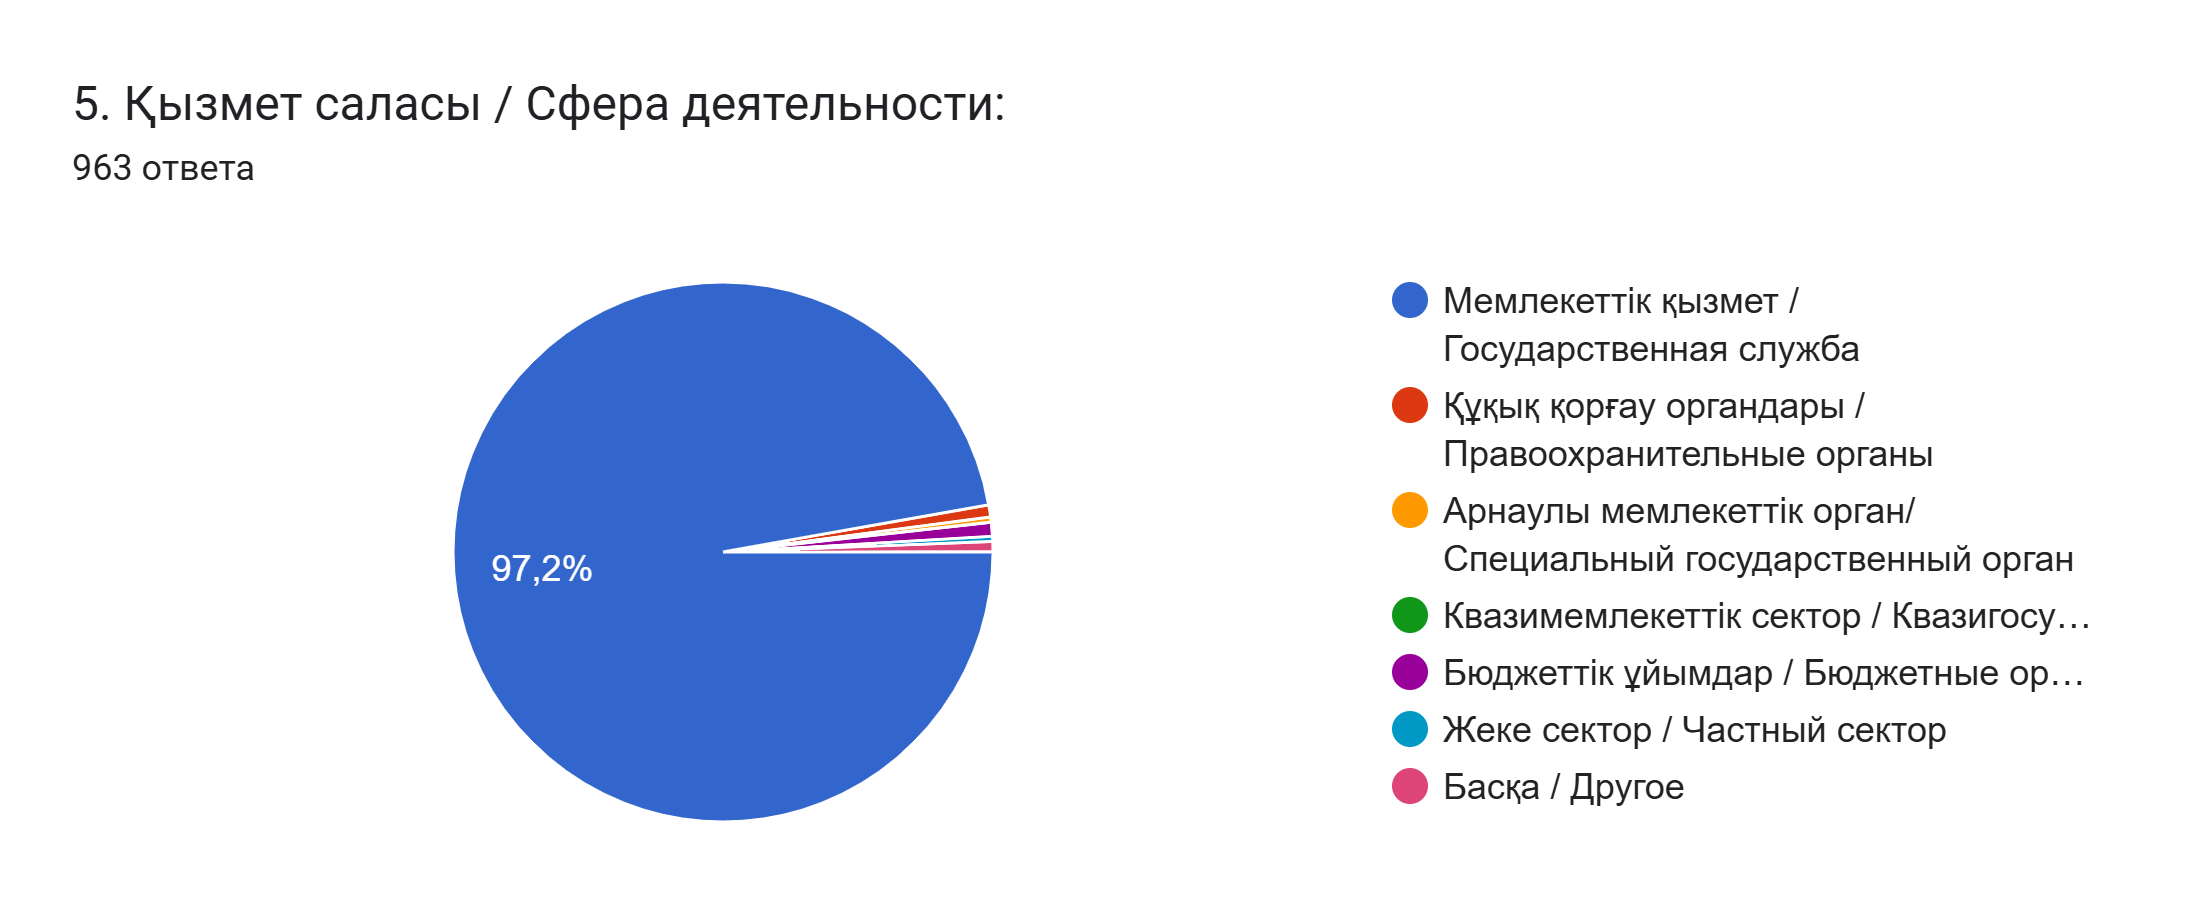 5. Қызмет саласы / Сфера деятельности:
963 ответа
97,2%
Мемлекеттік қызмет /
Государственная служба
Құқық қорғау органдары /
Правоохранительные органы
Арнаулы мемлекеттік орган/
Специальный государственный орган
Квазимемлекеттік сектор / Квазигосу…
Бюджеттік ұйымдар / Бюджетные ор…
Жеке сектор / Частный сектор
Басқа / Другое